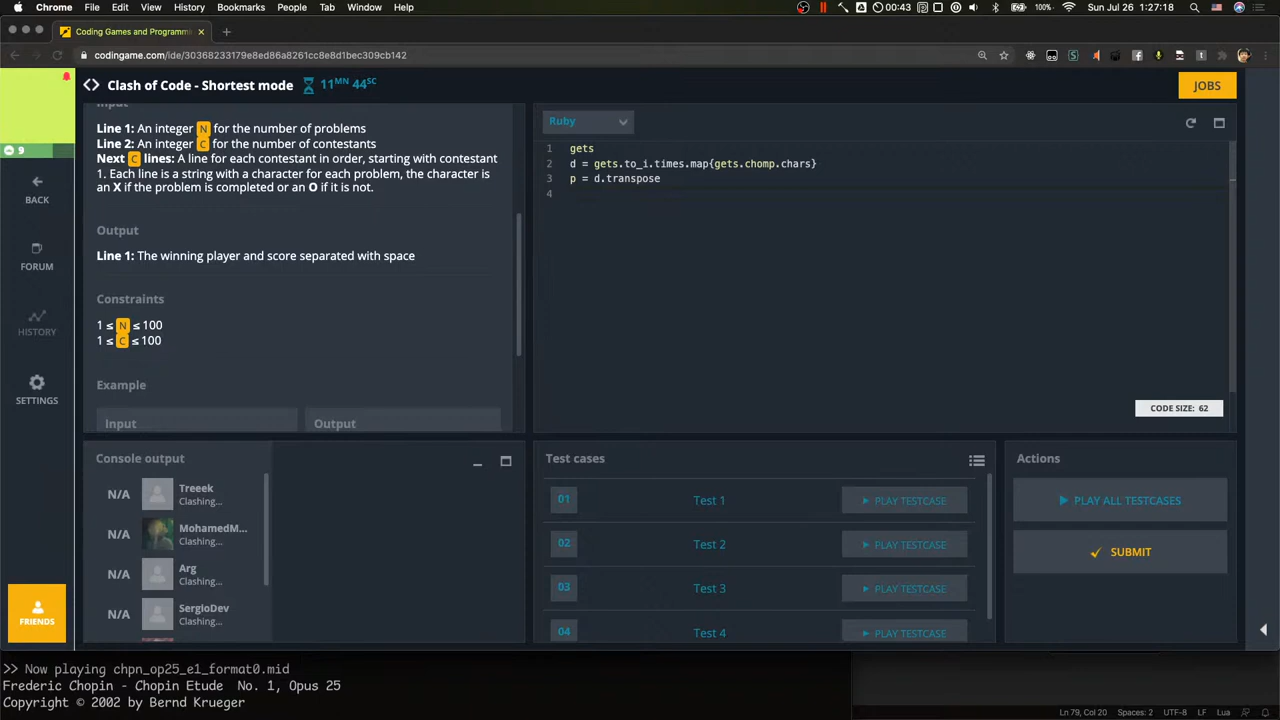 Chrome File Edit View History Bookmarks People Tab Window Help 00:43 100% Sun Jul 26 1:27:18
Coding Games and Programmi
codingame.com/ide/30368233179e8ed86a8261cc8e8d1bec309cb142
Clash of Code - Shortest mode 11MN 44SC
JOBS
9
BACK
FORUM
HISTORY
SETTINGS
FRIENDS
Input
Line 1: An integer N for the number of problems
Line 2: An integer C for the number of contestants
Next C lines: A line for each contestant in order, starting with contestant
1. Each line is a string with a character for each problem, the character is
an X if the problem is completed or an O if it is not.
Output
Line 1: The winning player and score separated with space
Constraints
1 ≤ N ≤ 100
1 ≤ C ≤ 100
Example
Input Output
Ruby
1 gets
2 d = gets.to_i.times.map{gets.chomp.chars}
3 p = d.transpose
4
CODE SIZE: 62
Console output
N/A Treeek
Clashing...
N/A MohamedM...
Clashing...
N/A Arg
Clashing...
N/A SergioDev
Clashing...
Test cases
01 Test 1 PLAY TESTCASE
02 Test 2 PLAY TESTCASE
03 Test 3 PLAY TESTCASE
04 Test 4 PLAY TESTCASE
Actions
PLAY ALL TESTCASES
SUBMIT
>> Now playing chpn_op25_e1_format0.mid
Frederic Chopin - Chopin Etude No. 1, Opus 25
Copyright © 2002 by Bernd Krueger
Ln 79, Col 20 Spaces: 2 UTF-8 LF Lua